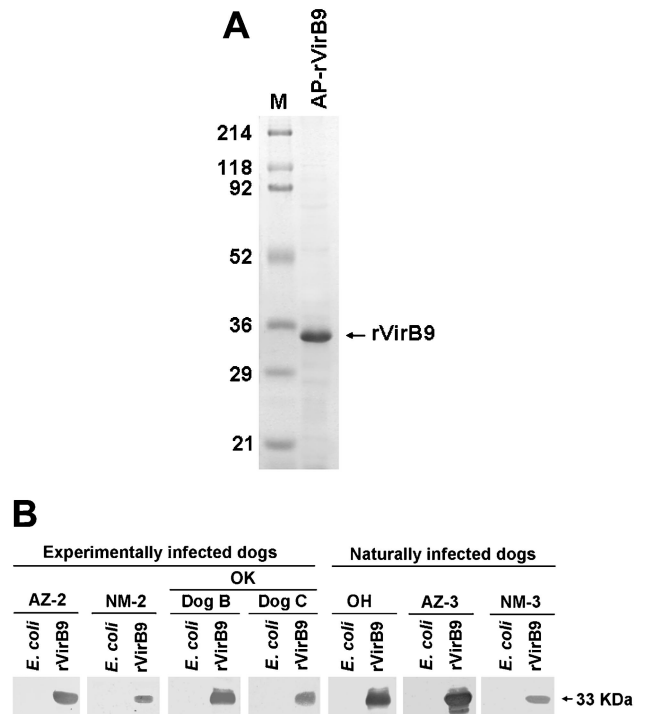 A
M
AP-rVirB9
214
118
92
52
36
29
21
← rVirB9
B
Experimentally infected dogs
Naturally infected dogs
OK
AZ-2
NM-2
Dog B
Dog C
OH
AZ-3
NM-3
E. coli
rVirB9
E. coli
rVirB9
E. coli
rVirB9
E. coli
rVirB9
E. coli
rVirB9
E. coli
rVirB9
E. coli
rVirB9
←33 KDa